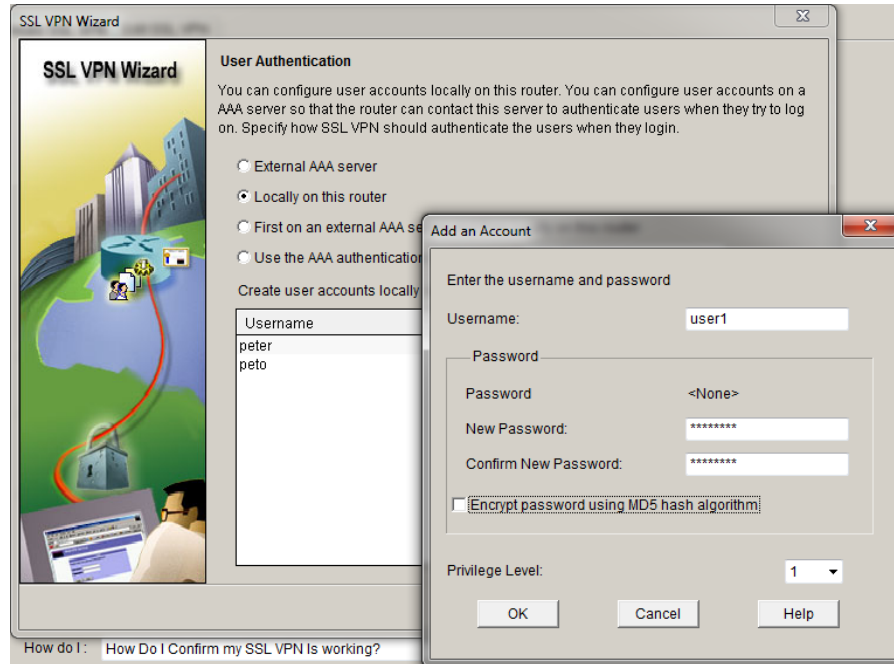 SSL VPN Wizard
SSL VPN Wizard
User Authentication
You can configure user accounts locally on this router. You can configure user accounts on a
AAA server so that the router can contact this server to authenticate users when they try to log
on. Specify how SSL VPN should authenticate the users when they login.
External AAA server
Locally on this router
First on an external AAA se
Use the AAA authentication
Create user accounts locally
Username
peter
peto
Add an Account
Enter the username and password
Username: user1
Password
Password <None>
New Password: ********
Confirm New Password: ********
Encrypt password using MD5 hash algorithm
Privilege Level: 1
OK Cancel Help
How do I : How Do I Confirm my SSL VPN Is working?